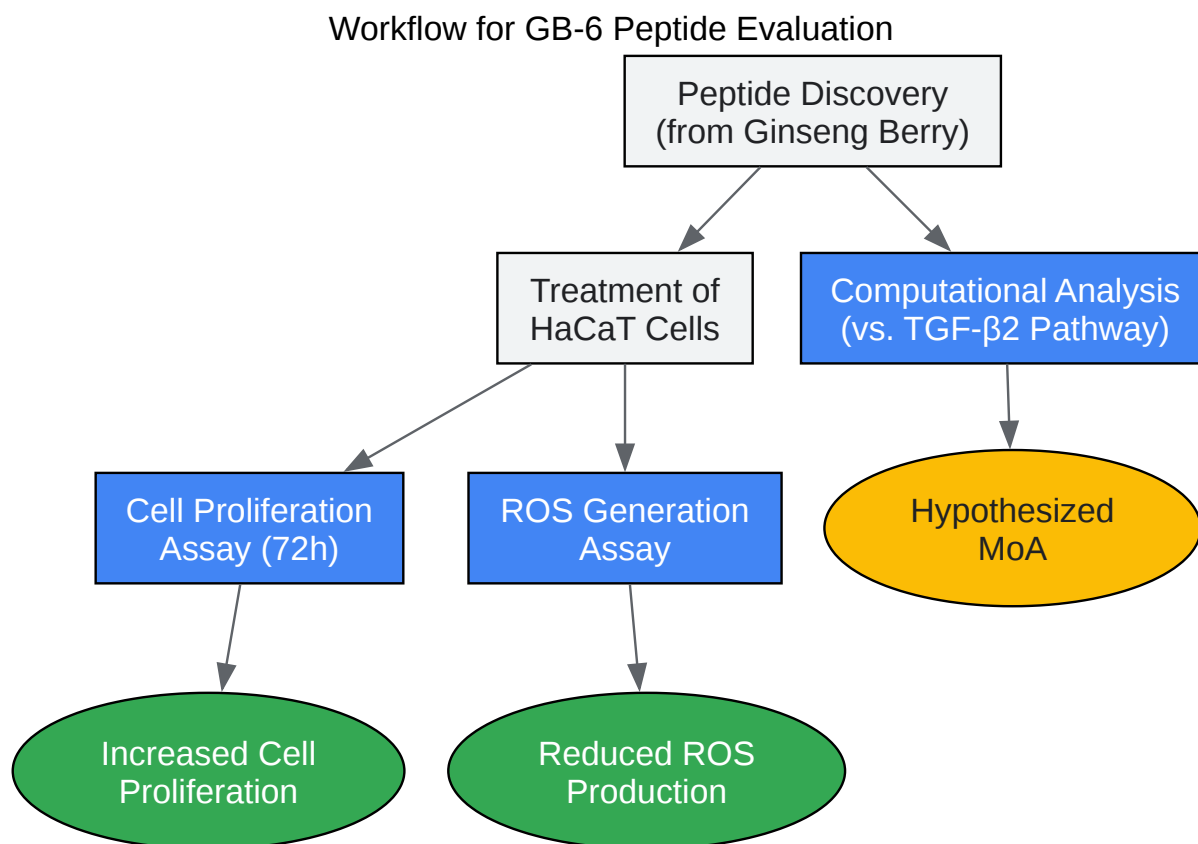 Workflow for GB-6 Peptide Evaluation
Peptide Discovery
(from Ginseng Berry)
Treatment of
HaCaT Cells
Computational Analysis
(vs. TGF-β2 Pathway)
Cell Proliferation
Assay (72h)
ROS Generation
Assay
Hypothesized
MoA
Increased Cell
Proliferation
Reduced ROS
Production